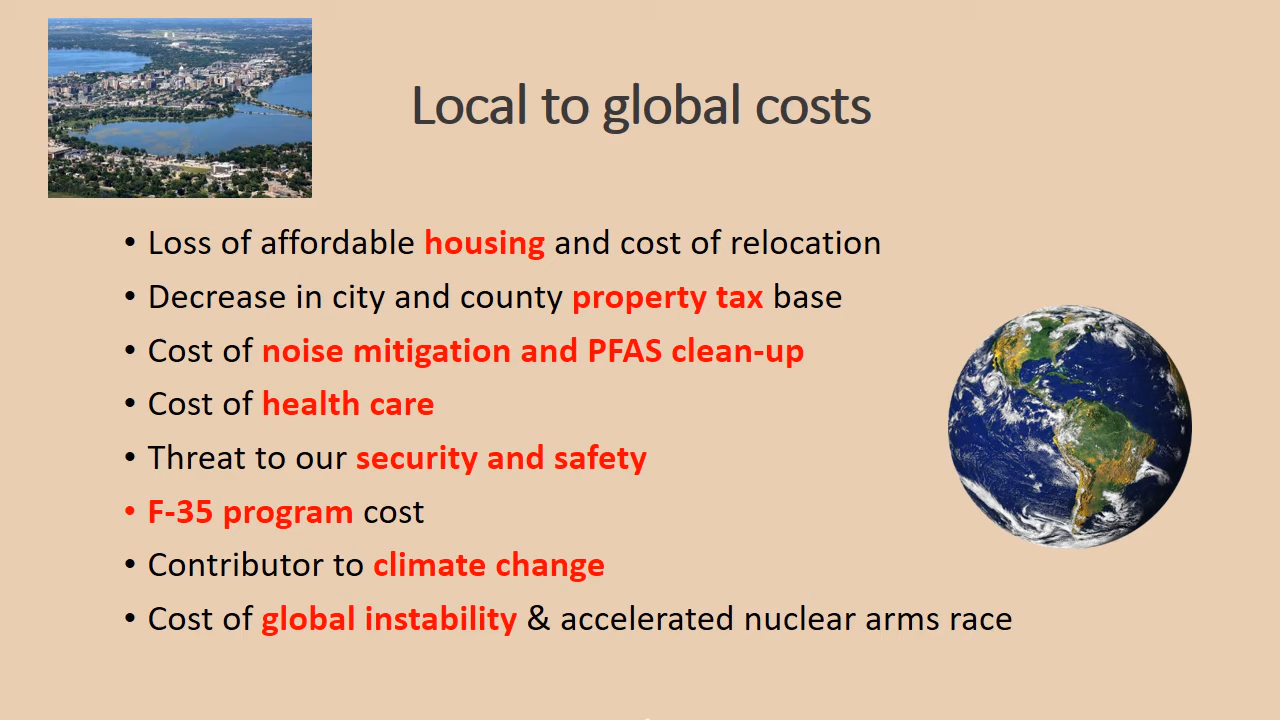 Local to global costs
• Loss of affordable housing and cost of relocation
• Decrease in city and county property tax base
• Cost of noise mitigation and PFAS clean-up
• Cost of health care
• Threat to our security and safety
• F-35 program cost
• Contributor to climate change
• Cost of global instability & accelerated nuclear arms race